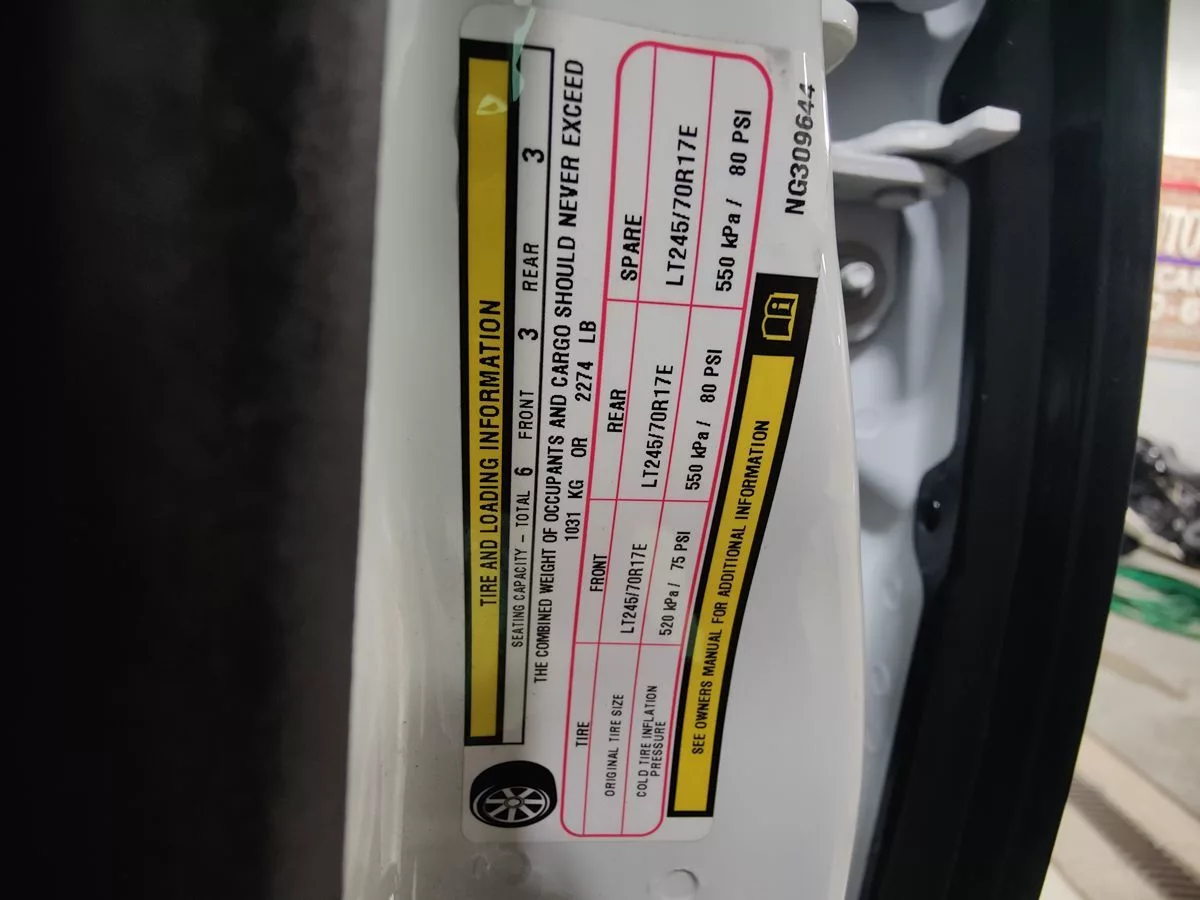 TIRE AND LOADING INFORMATION
SEATING CAPACITY – TOTAL 6 FRONT 3 REAR 3
THE COMBINED WEIGHT OF OCCUPANTS AND CARGO SHOULD NEVER EXCEED
1031 KG OR 2274 LB
TIRE FRONT REAR SPARE
ORIGINAL TIRE SIZE LT245/70R17E LT245/70R17E LT245/70R17E
COLD TIRE INFLATION PRESSURE 520 kPa / 75 PSI 550 kPa / 80 PSI 550 kPa / 80 PSI
SEE OWNERS MANUAL FOR ADDITIONAL INFORMATION
NG309644